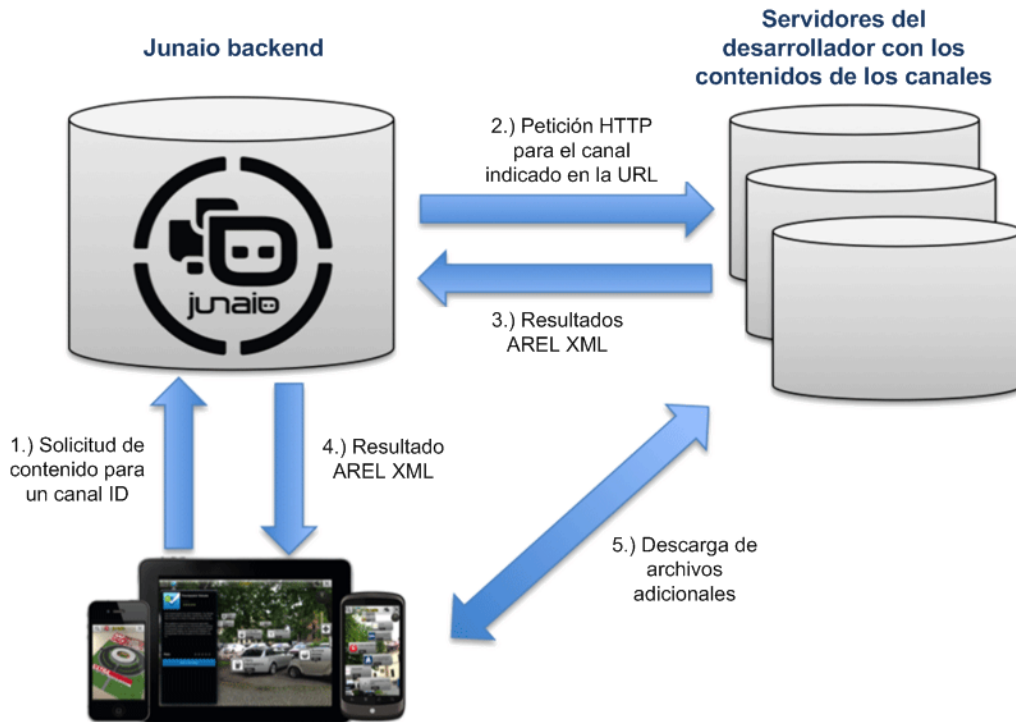 Junaio backend
Servidores del
desarrollador con los
contenidos de los canales
2.) Petición HTTP
para el canal
indicado en la URL
junaio
3.) Resultados
AREL XML
1.) Solicitud de
contenido para
un canal ID
4.) Resultado
AREL XML
5.) Descarga de
archivos
adicionales